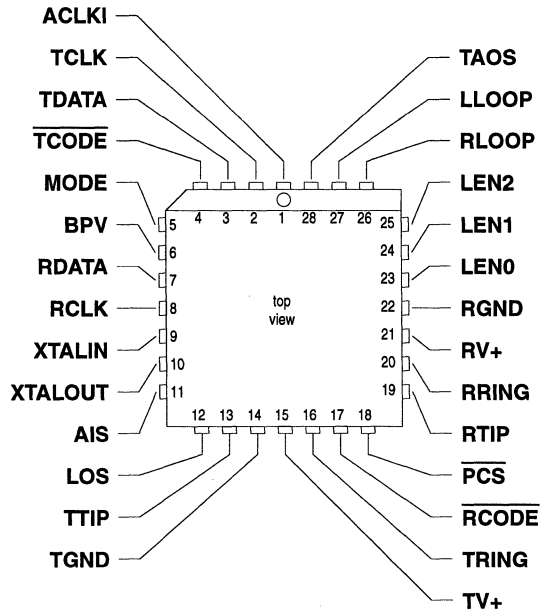 ACLKI
TCLK
TAOS
TDATA
LLOOP
TCODE
RLOOP
MODE
LEN2
BPV
LEN1
RDATA
LEN0
RCLK
RGND
XTALIN
RV+
XTALOUT
RRING
AIS
RTIP
LOS
PCS
TTIP
RCODE
TGND
TRING
TV+
4 3 2 1 28 27 26
5 25
6 24
7 23
8 22
9 21
10 20
11 19
12 13 14 15 16 17 18
top
view